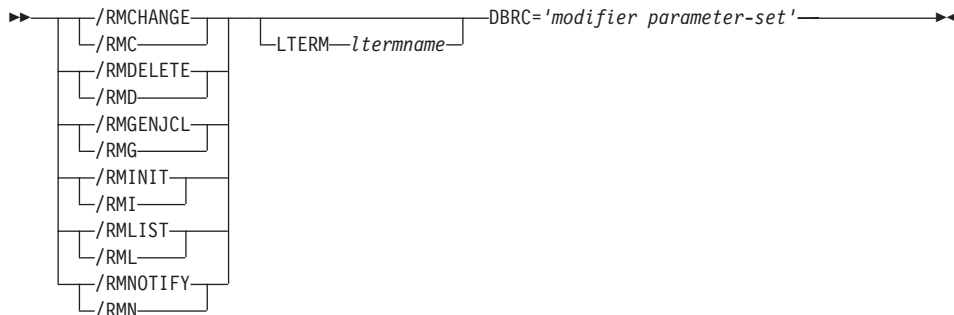 /RMCHANGE DBRC='modifier parameter-set'
/RMC LTERM ltermname
/RMDELETE
/RMD
/RMGENJCL
/RMG
/RMINIT
/RMI
/RMLIST
/RML
/RMNOTIFY
/RMN